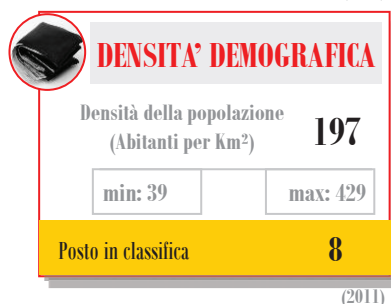 DENSITA' DEMOGRAFICA
Densità della popolazione
(Abitanti per Km²) 197
min: 39 max: 429
Posto in classifica 8
(2011)